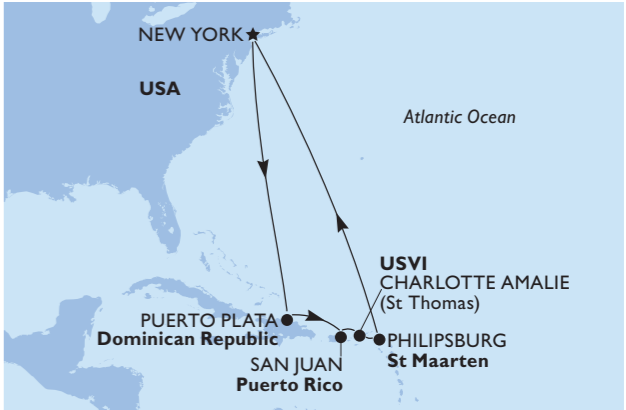 NEW YORK
USA
Atlantic Ocean
USVI
CHARLOTTE AMALIE
(St Thomas)
PUERTO PLATA
Dominican Republic
PHILIPSBURG
St Maarten
SAN JUAN
Puerto Rico